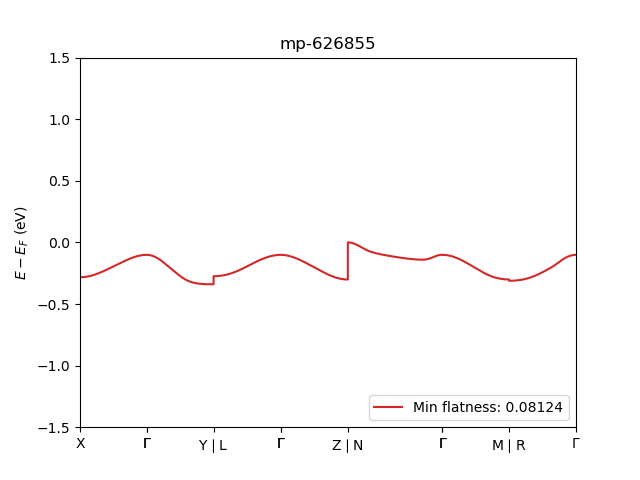 mp-626855
1.5
1.0
0.5
0.0
−0.5
−1.0
−1.5
E − E_F (eV)
Min flatness: 0.08124
X Γ Y | L Γ Z | N Γ M | R Γ